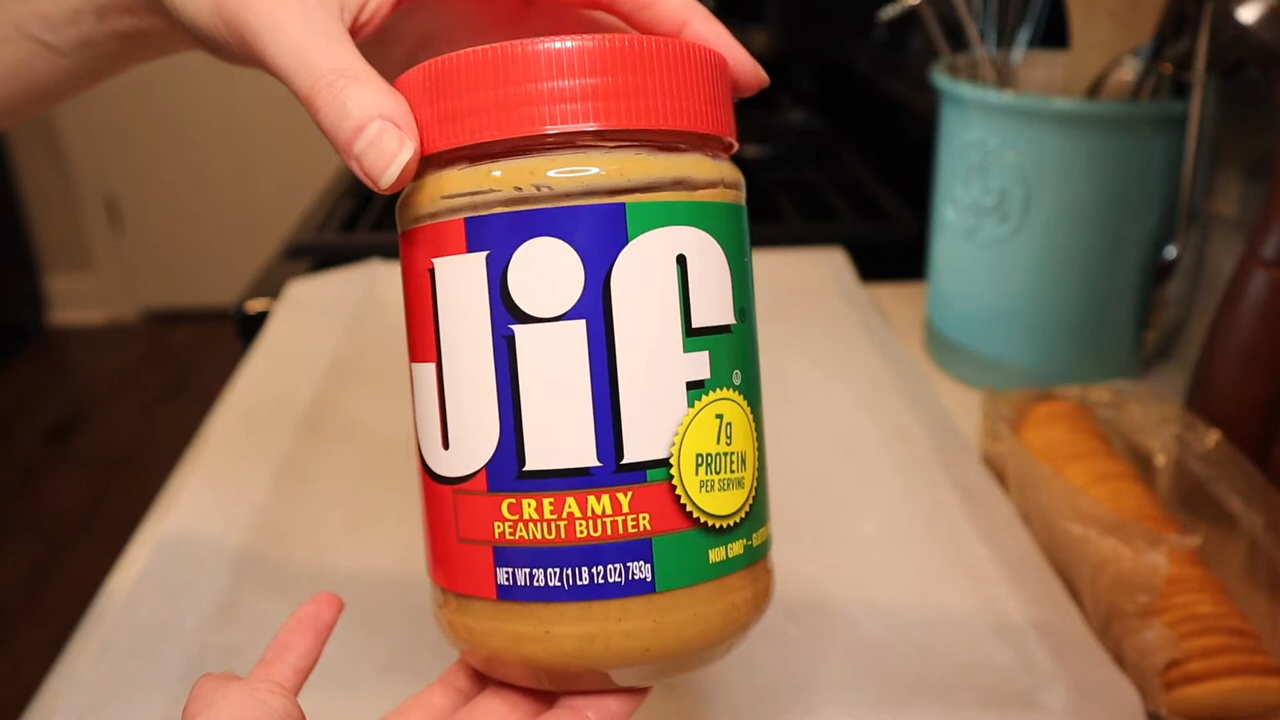 Jif
7g
PROTEIN
PER SERVING
CREAMY
PEANUT BUTTER
NON GMO*–
NET WT 28 OZ (1 LB 12 OZ) 793g